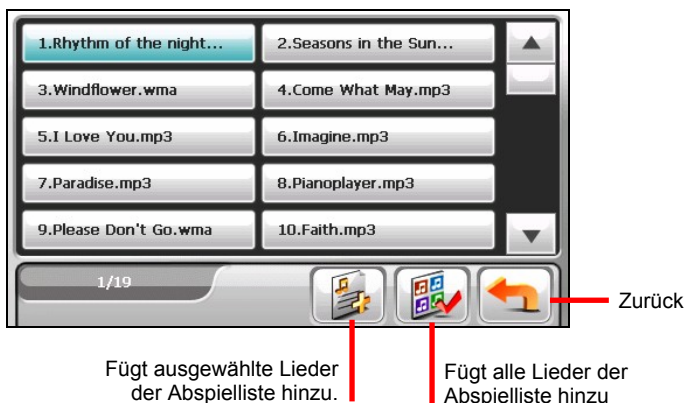 1.Rhythm of the night...
2.Seasons in the Sun...
3.Windflower.wma
4.Come What May.mp3
5.I Love You.mp3
6.Imagine.mp3
7.Paradise.mp3
8.Pianoplayer.mp3
9.Please Don't Go.wma
10.Faith.mp3
1/19
Zurück
Fügt ausgewählte Lieder
der Abspielliste hinzu.
Fügt alle Lieder der
Abspielliste hinzu